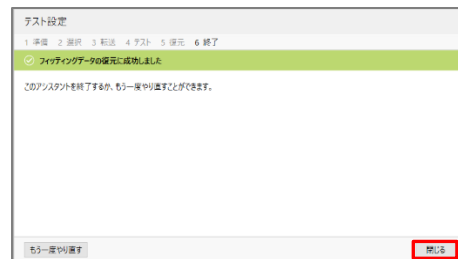 テスト設定
1 準備 2 選択 3 転送 4 テスト 5 復元 6 終了
フィッティングデータの復元に成功しました
このアシスタントを終了するか、もう一度やり直すことができます。
もう一度やり直す
閉じる